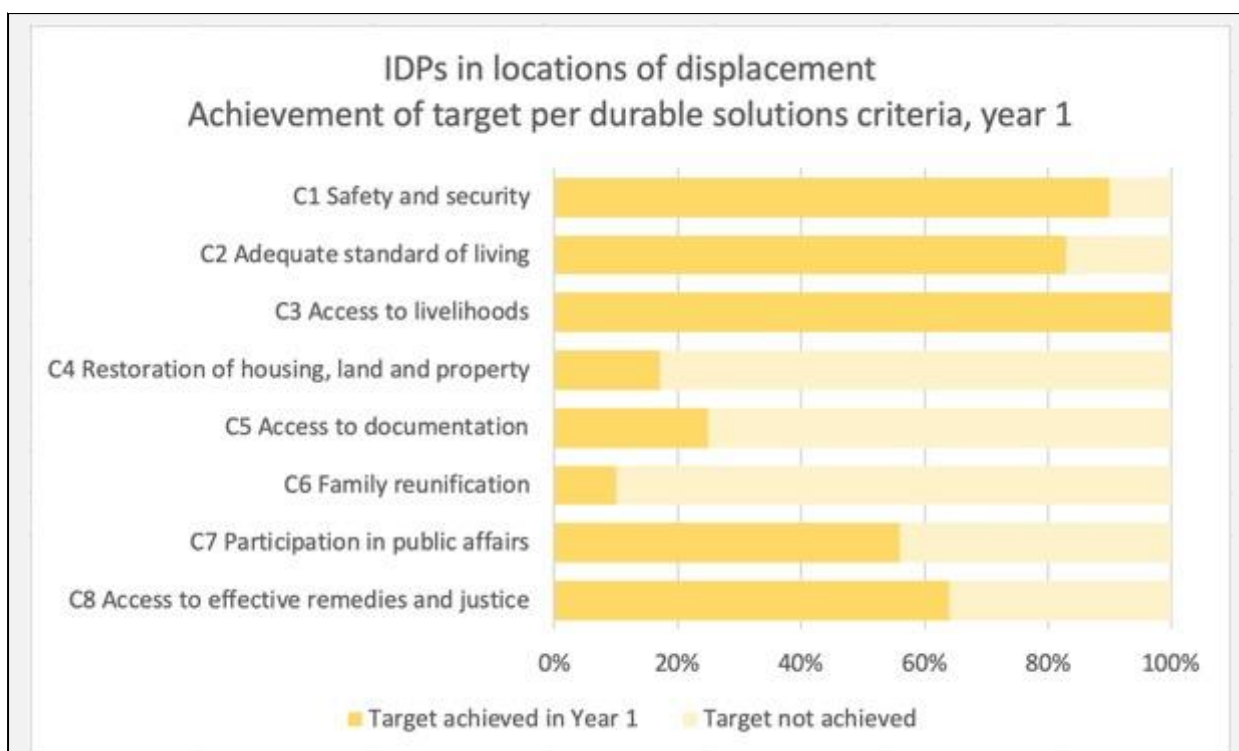 IDPs in locations of displacement
Achievement of target per durable solutions criteria, year 1
C1 Safety and security
C2 Adequate standard of living
C3 Access to livelihoods
C4 Restoration of housing, land and property
C5 Access to documentation
C6 Family reunification
C7 Participation in public affairs
C8 Access to effective remedies and justice
0% 20% 40% 60% 80% 100%
Target achieved in Year 1 Target not achieved